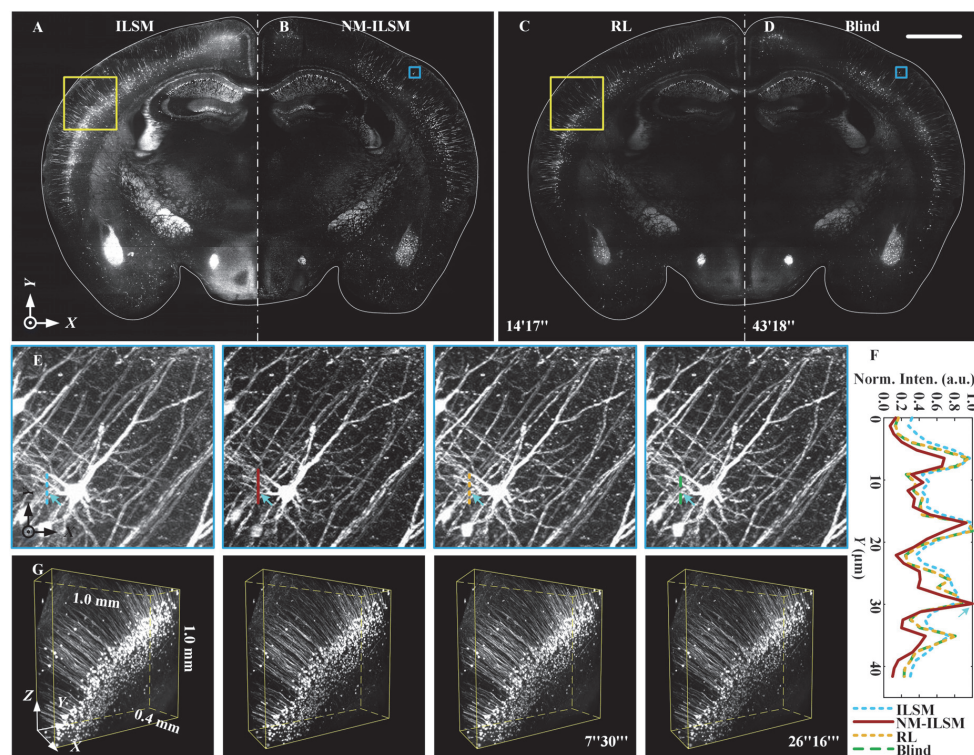 A ILSM B NM-ILSM
C RL D Blind
Y
X
14'17''
43'18''
E
F
Norm. Inten. (a.u.)
0.0 0.2 0.4 0.6 0.8 1.0
0
10
20
30
40
Y (μm)
G
1.0 mm
1.0 mm
0.4 mm
Z
Y
X
7''30'''
26''16'''
ILSM
NM-ILSM
RL
Blind